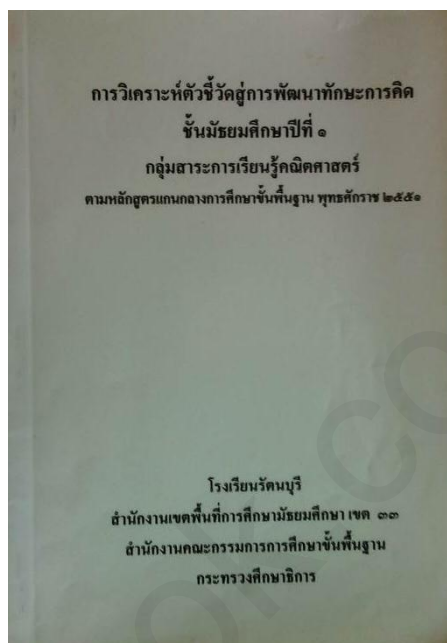 การวิเคราะห์ตัวชี้วัดสู่การพัฒนาทักษะการคิด
ชั้นมัธยมศึกษาปีที่ ๑
กลุ่มสาระการเรียนรู้คณิตศาสตร์
ตามหลักสูตรแกนกลางการศึกษาขั้นพื้นฐาน พุทธศักราช ๒๕๕๑
โรงเรียนรัตนบุรี
สำนักงานเขตพื้นที่การศึกษามัธยมศึกษา เขต ๓๓
สำนักงานคณะกรรมการการศึกษาขั้นพื้นฐาน
กระทรวงศึกษาธิการ